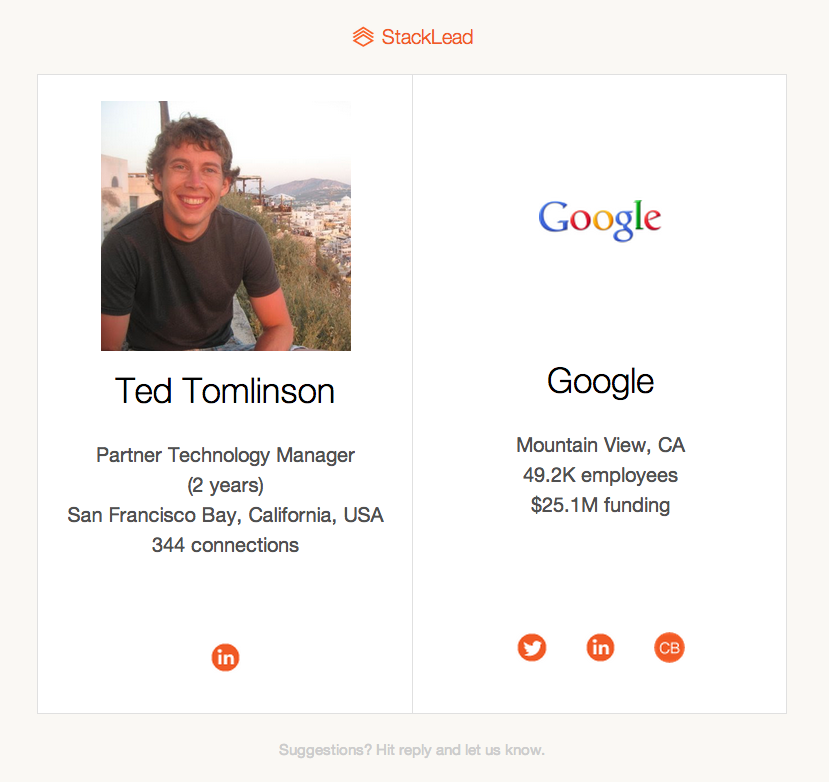 StackLead
Ted Tomlinson
Partner Technology Manager
(2 years)
San Francisco Bay, California, USA
344 connections
in
Google
Google
Mountain View, CA
49.2K employees
$25.1M funding
in
CB
Suggestions? Hit reply and let us know.